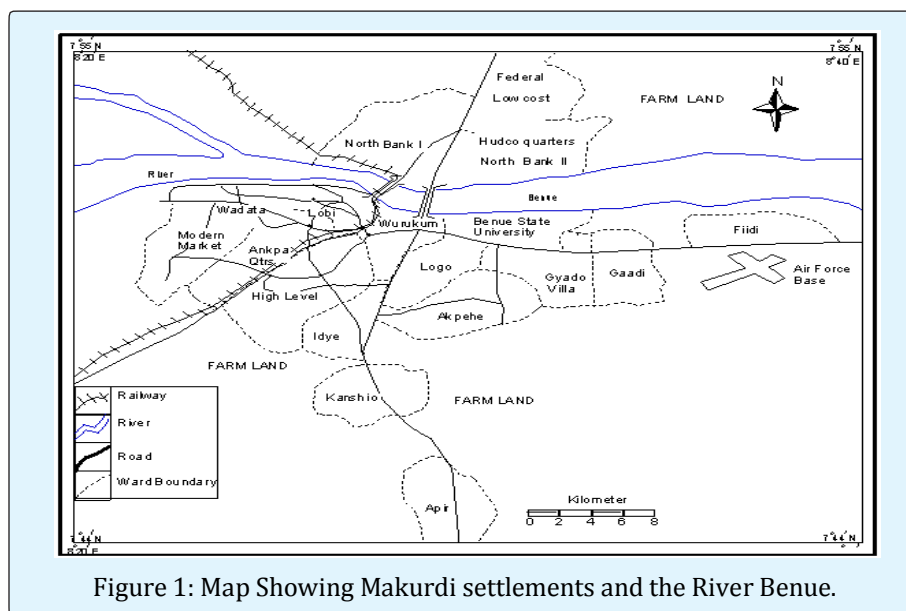 7°55'N
8°20'E
7°55'N
8°40'E
Federal
Low cost
FARM LAND
N
North Bank I
Hudco quarters
North Bank II
River
Benue
Wadata
Lobi
Wurukum
Benue State
University
Fiidi
Modern
Market
Ankpa
Qtrs
Logo
Gyado
Villa
Gaadi
Air Force
Base
High Level
Akpehe
Idye
FARM LAND
Kanshio
FARM LAND
Railway
River
Road
Ward Boundary
Apir
Kilometer
0 2 4 6 8
7°44'N
8°20'E
7°44'N
Figure 1: Map Showing Makurdi settlements and the River Benue.